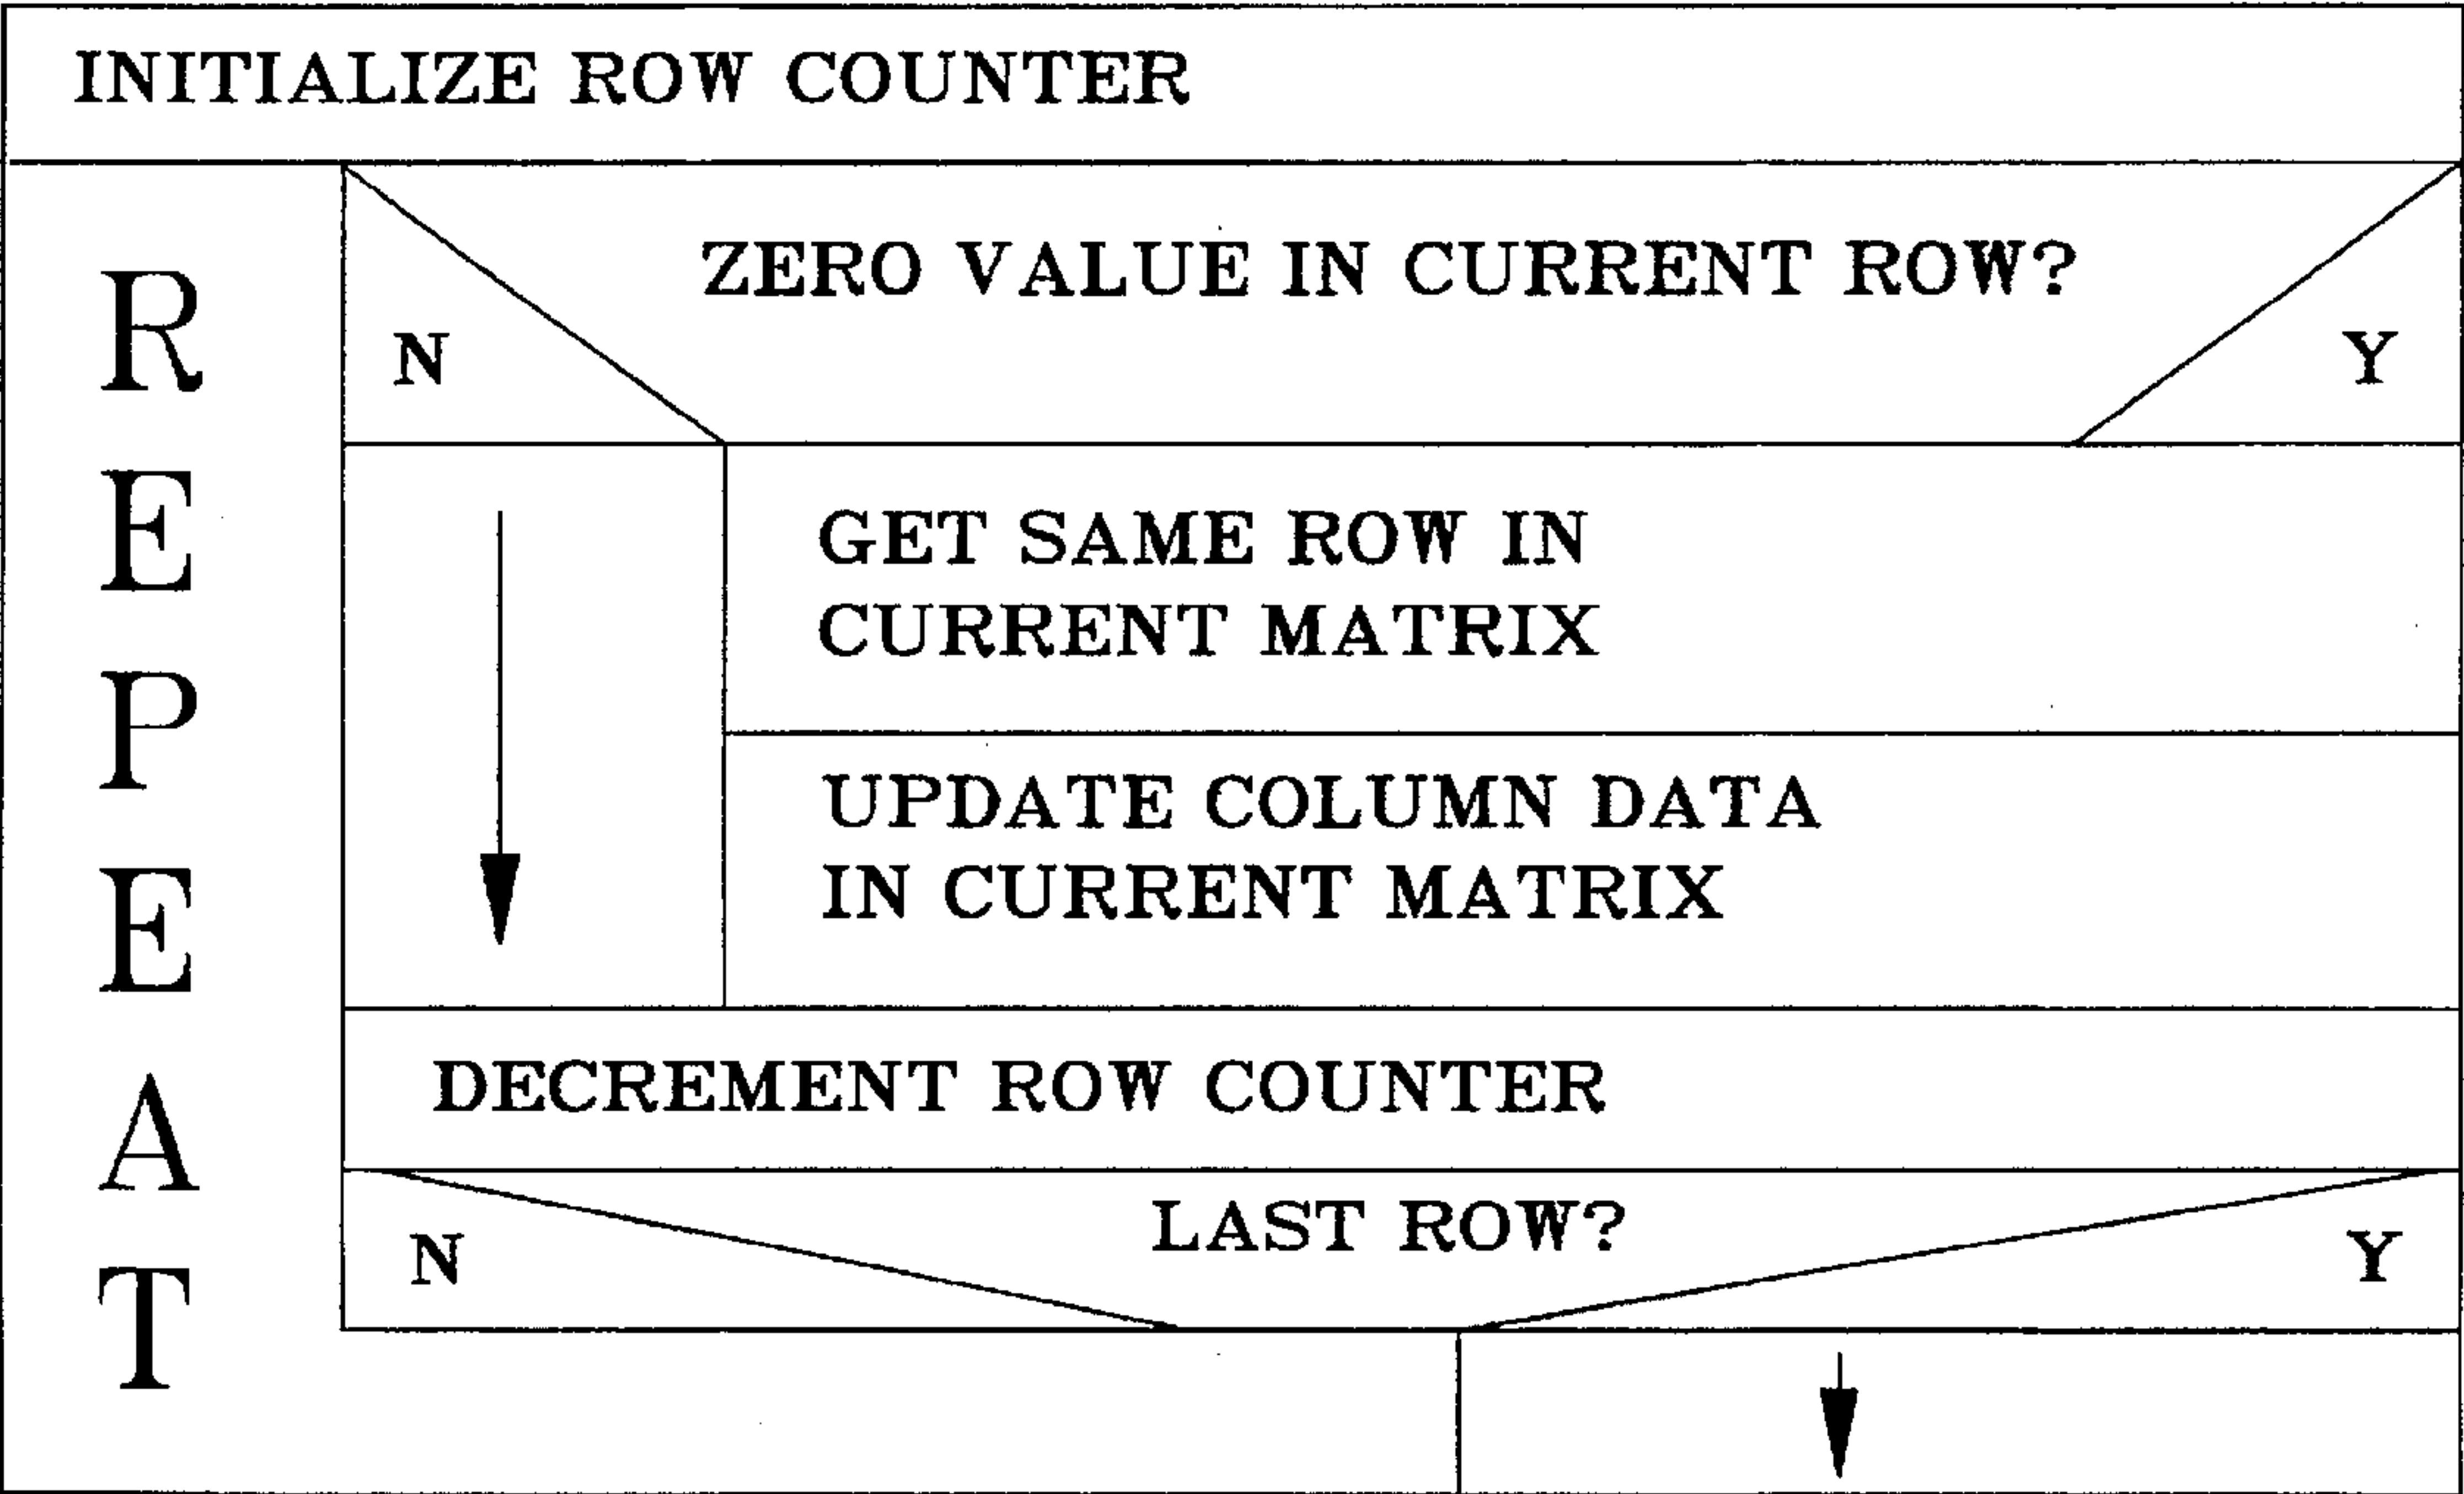 INITIALIZE ROW COUNTER
REPEAT
ZERO VALUE IN CURRENT ROW?
N
Y
GET SAME ROW IN
CURRENT MATRIX
UPDATE COLUMN DATA
IN CURRENT MATRIX
DECREMENT ROW COUNTER
LAST ROW?
N
Y